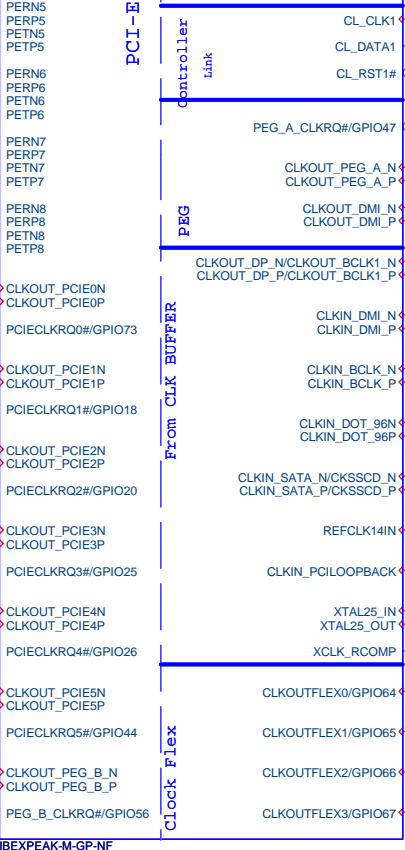 PERN5
PERP5
PETN5
PETP5
PERN6
PERP6
PETN6
PETP6
PERN7
PERP7
PETN7
PETP7
PERN8
PERP8
PETN8
PETP8
CLKOUT_PCIE0N
CLKOUT_PCIE0P
PCIECLKRQ0#/GPIO73
CLKOUT_PCIE1N
CLKOUT_PCIE1P
PCIECLKRQ1#/GPIO18
CLKOUT_PCIE2N
CLKOUT_PCIE2P
PCIECLKRQ2#/GPIO20
CLKOUT_PCIE3N
CLKOUT_PCIE3P
PCIECLKRQ3#/GPIO25
CLKOUT_PCIE4N
CLKOUT_PCIE4P
PCIECLKRQ4#/GPIO26
CLKOUT_PCIE5N
CLKOUT_PCIE5P
PCIECLKRQ5#/GPIO44
CLKOUT_PEG_B_N
CLKOUT_PEG_B_P
PEG_B_CLKRQ#/GPIO56
PCI-E
Controller
Link
PEG
From CLK BUFFER
Clock Flex
CL_CLK1
CL_DATA1
CL_RST1#
PEG_A_CLKRQ#/GPIO47
CLKOUT_PEG_A_N
CLKOUT_PEG_A_P
CLKOUT_DMI_N
CLKOUT_DMI_P
CLKOUT_DP_N/CLKOUT_BCLK1_N
CLKOUT_DP_P/CLKOUT_BCLK1_P
CLKIN_DMI_N
CLKIN_DMI_P
CLKIN_BCLK_N
CLKIN_BCLK_P
CLKIN_DOT_96N
CLKIN_DOT_96P
CLKIN_SATA_N/CKSSCD_N
CLKIN_SATA_P/CKSSCD_P
REFCLK14IN
CLKIN_PCILOOPBACK
XTAL25_IN
XTAL25_OUT
XCLK_RCOMP
CLKOUTFLEX0/GPIO64
CLKOUTFLEX1/GPIO65
CLKOUTFLEX2/GPIO66
CLKOUTFLEX3/GPIO67
IBEXPEAK-M-GP-NF